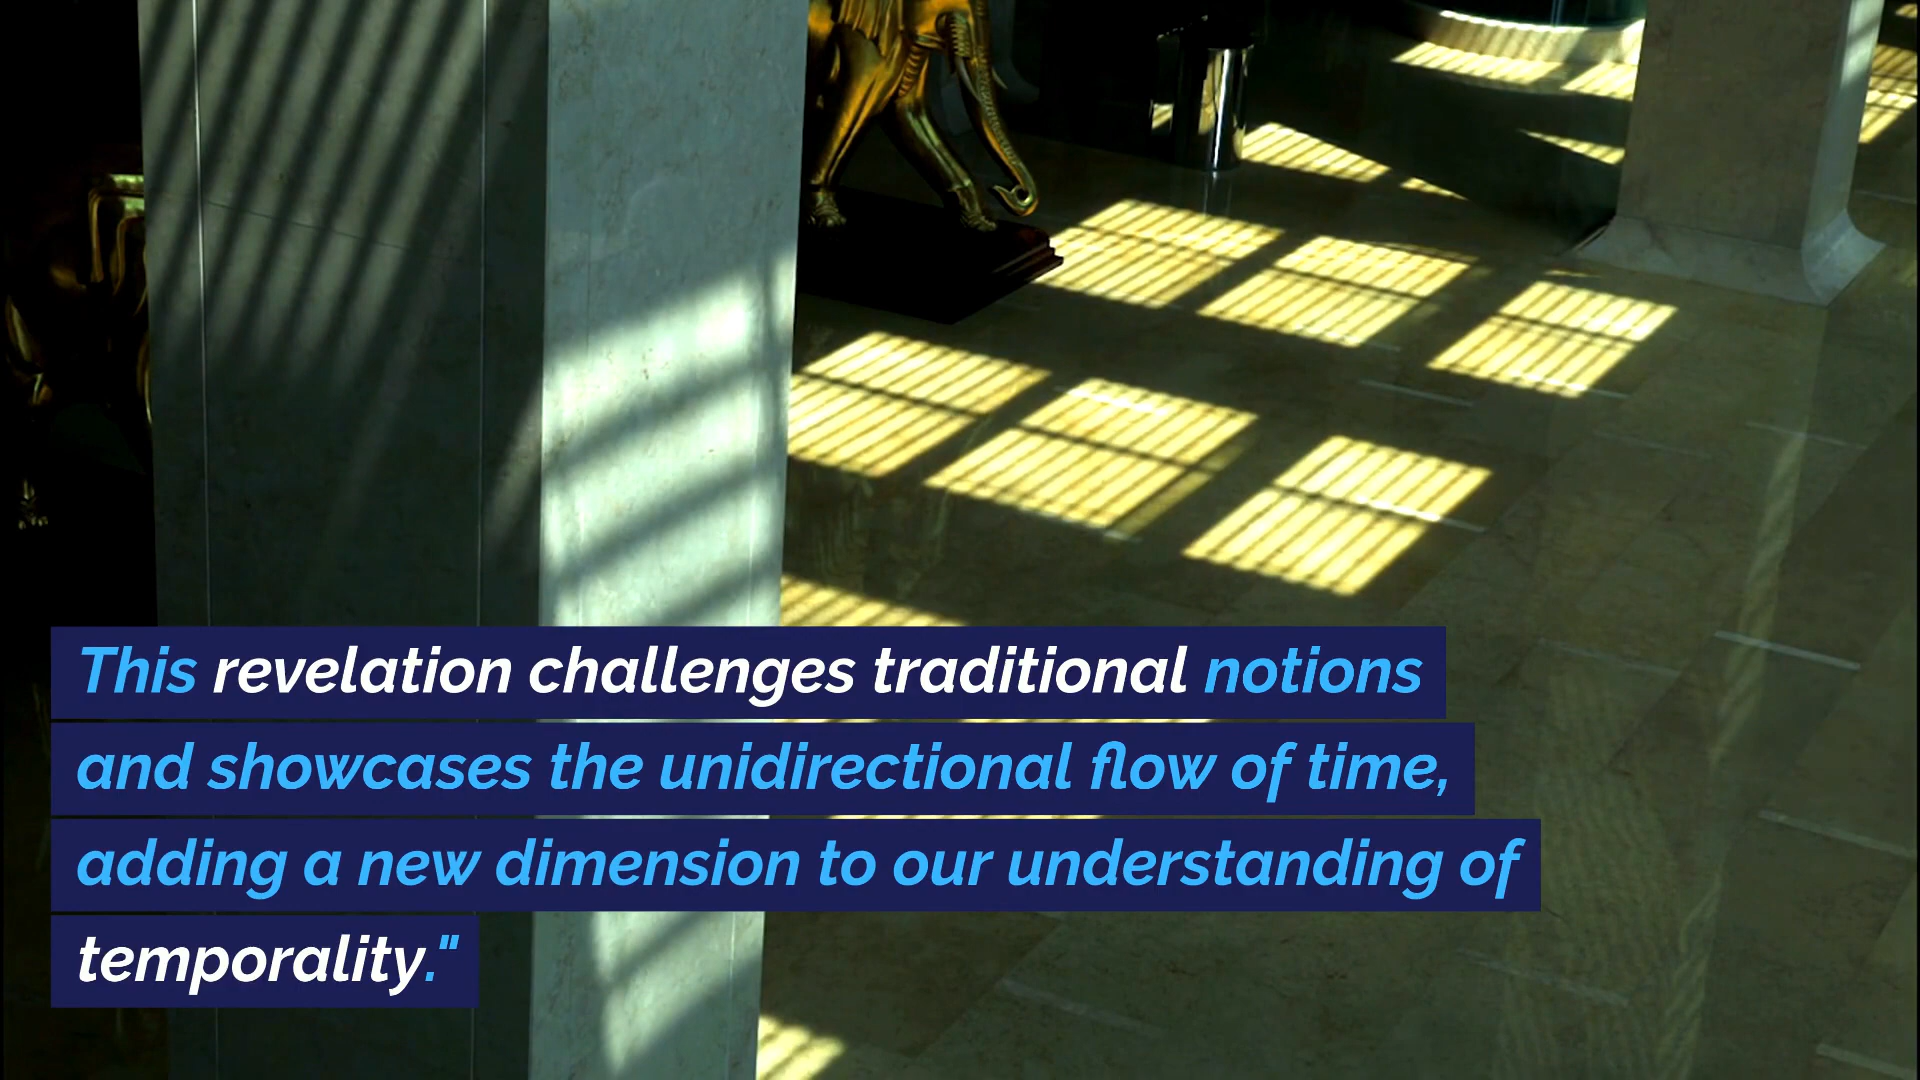 This revelation challenges traditional notions
and showcases the unidirectional flow of time,
adding a new dimension to our understanding of
temporality."